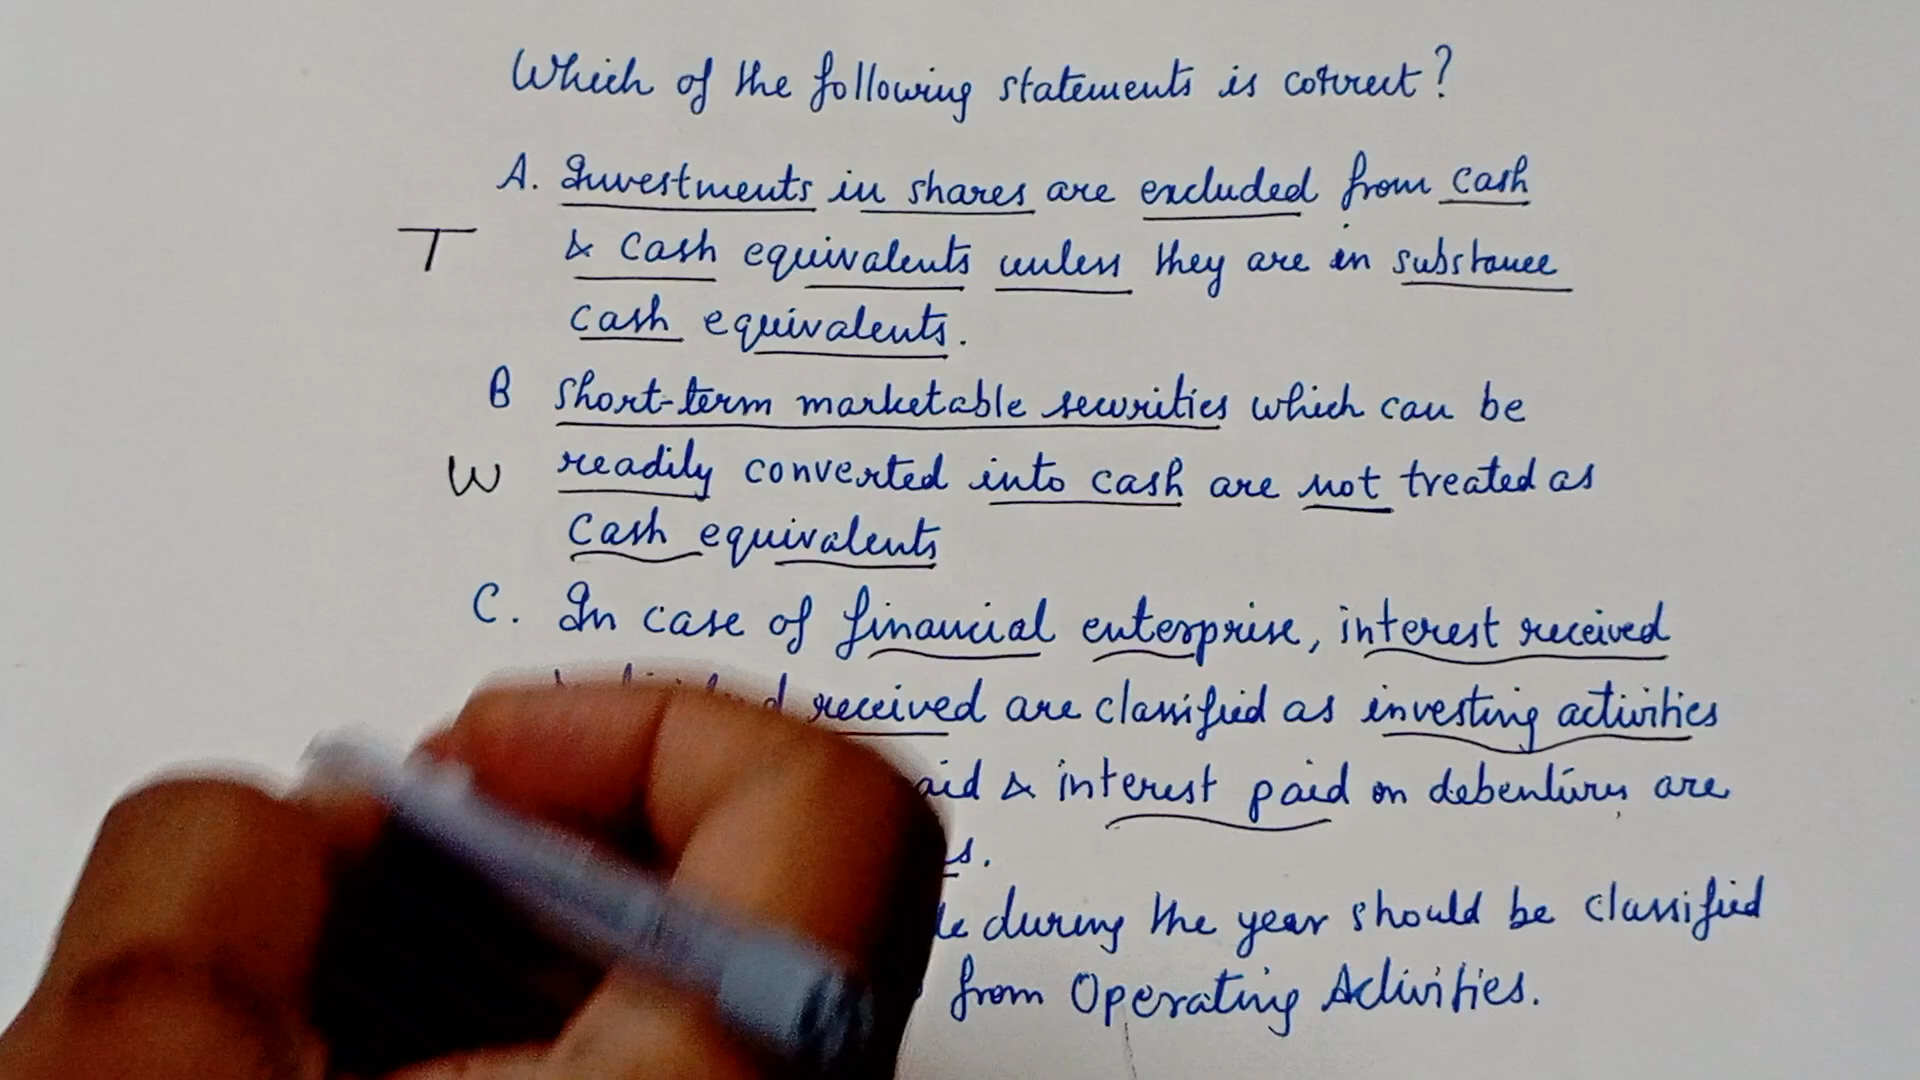 Which of the following statements is correct?
A. Investments in shares are excluded from cash
T & cash equivalents unless they are in substance
cash equivalents.
B Short-term marketable securities which can be
W readily converted into cash are not treated as
Cash equivalents
C. In case of financial enterprise, interest received
received are classified as investing activities
& interest paid on debentures are
during the year should be classified
from Operating Activities.